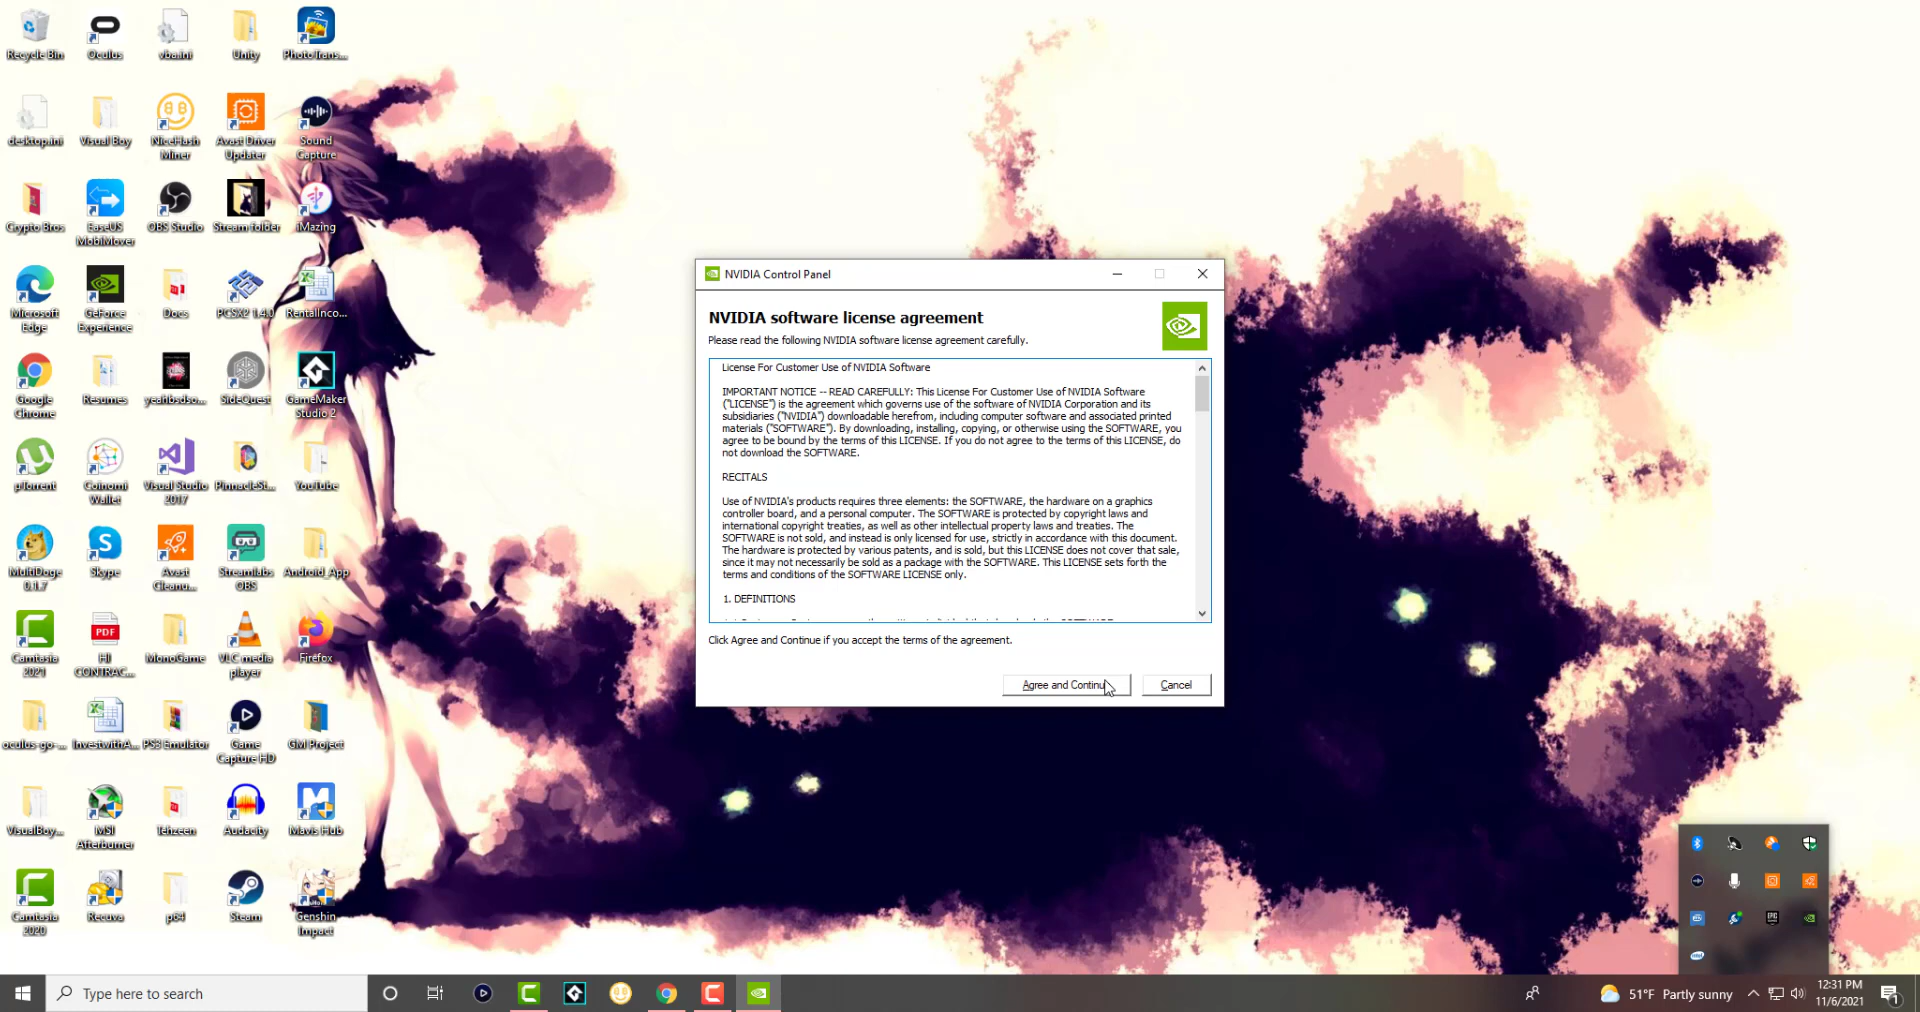 Recycle Bin
Oculus
vba.ini
Unity
PhotoTrans...
desktop.ini
Visual Boy
NiceHash
Miner
Avast Driver
Updater
Sound
Capture
Crypto Bros
EaseUS
MobiMover
OBS Studio
Stream folder
iMazing
Microsoft
Edge
GeForce
Experience
Docs
PCSX2 1.4.0
RentalInco...
Google
Chrome
Resumes
yeahbsdso...
SideQuest
GameMaker
Studio 2
µTorrent
Coinomi
Wallet
Visual Studio
2017
PinnacleSt...
YouTube
MultiDoge
0.1.7
Skype
Avast
Cleanu...
Streamlabs
OBS
Android_App
Camtasia
2021
PDF
HJ
CONTRAC...
MonoGame
VLC media
player
Firefox
oculus-go-...
InvestwithA...
PS3 Emulator
Game
Capture HD
GM Project
VisualBoy...
MSI
Afterburner
Tehzeen
Audacity
Mavis Hub
Camtasia
2020
Recuva
p64
Steam
Genshin
Impact
NVIDIA Control Panel
NVIDIA software license agreement
Please read the following NVIDIA software license agreement carefully.
License For Customer Use of NVIDIA Software
IMPORTANT NOTICE -- READ CAREFULLY: This License For Customer Use of NVIDIA Software
("LICENSE") is the agreement which governs use of the software of NVIDIA Corporation and its
subsidiaries ("NVIDIA") downloadable herefrom, including computer software and associated printed
materials ("SOFTWARE"). By downloading, installing, copying, or otherwise using the SOFTWARE, you
agree to be bound by the terms of this LICENSE. If you do not agree to the terms of this LICENSE, do
not download the SOFTWARE.
RECITALS
Use of NVIDIA's products requires three elements: the SOFTWARE, the hardware on a graphics
controller board, and a personal computer. The SOFTWARE is protected by copyright laws and
international copyright treaties, as well as other intellectual property laws and treaties. The
SOFTWARE is not sold, and instead is only licensed for use, strictly in accordance with this document.
The hardware is protected by various patents, and is sold, but this LICENSE does not cover that sale,
since it may not necessarily be sold as a package with the SOFTWARE. This LICENSE sets forth the
terms and conditions of the SOFTWARE LICENSE only.
1. DEFINITIONS
Click Agree and Continue if you accept the terms of the agreement.
Agree and Continu
Cancel
Type here to search
51°F Partly sunny
12:31 PM
11/6/2021
1